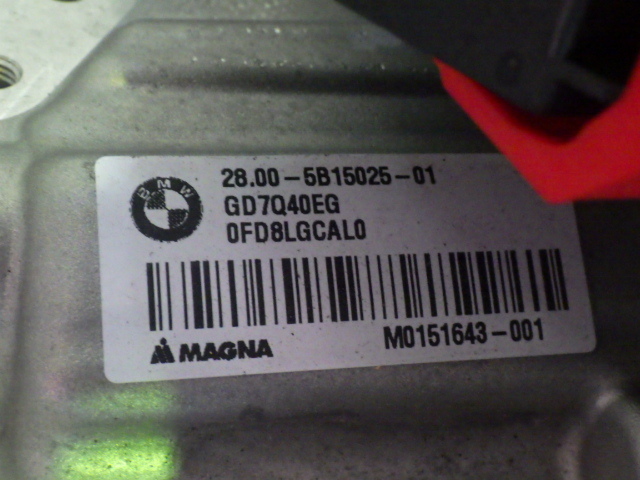 BMW
28.00-5B15025-01
GD7Q40EG
0FD8LGCAL0
MAGNA
M0151643-001